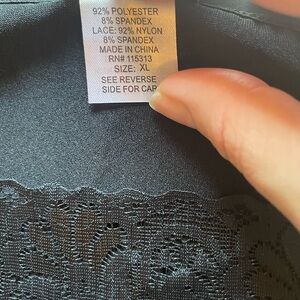 92% POLYESTER
8% SPANDEX
LACE: 92% NYLON
8% SPANDEX
MADE IN CHINA
RN# 115313
SIZE: XL
SEE REVERSE
SIDE FOR CAR